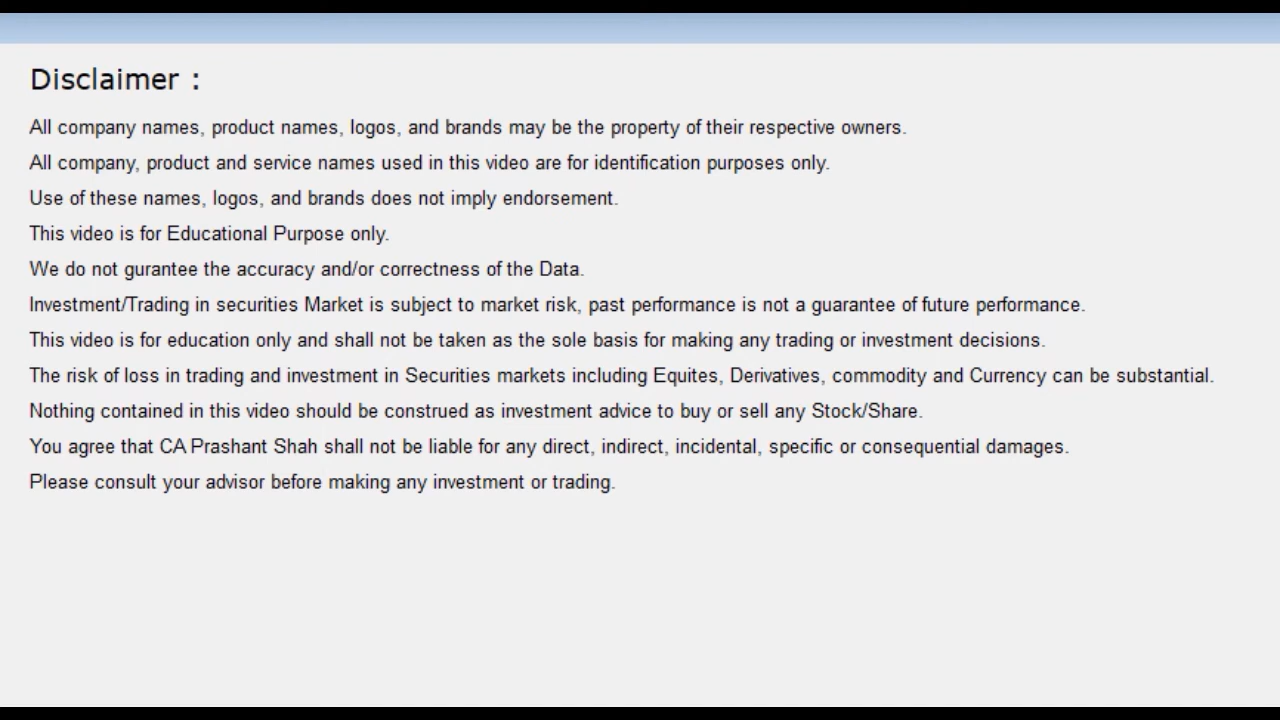 Disclaimer :
All company names, product names, logos, and brands may be the property of their respective owners.
All company, product and service names used in this video are for identification purposes only.
Use of these names, logos, and brands does not imply endorsement.
This video is for Educational Purpose only.
We do not gurantee the accuracy and/or correctness of the Data.
Investment/Trading in securities Market is subject to market risk, past performance is not a guarantee of future performance.
This video is for education only and shall not be taken as the sole basis for making any trading or investment decisions.
The risk of loss in trading and investment in Securities markets including Equites, Derivatives, commodity and Currency can be substantial.
Nothing contained in this video should be construed as investment advice to buy or sell any Stock/Share.
You agree that CA Prashant Shah shall not be liable for any direct, indirect, incidental, specific or consequential damages.
Please consult your advisor before making any investment or trading.